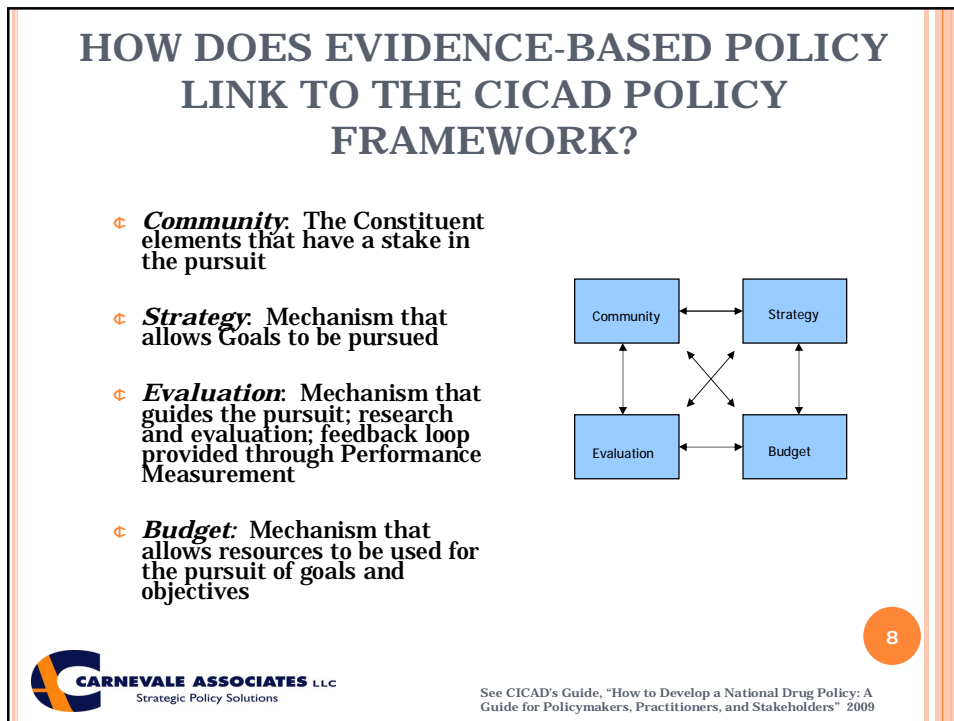 HOW DOES EVIDENCE-BASED POLICY
LINK TO THE CICAD POLICY
FRAMEWORK?
¢ Community: The Constituent
elements that have a stake in
the pursuit
¢ Strategy: Mechanism that
allows Goals to be pursued
¢ Evaluation: Mechanism that
guides the pursuit; research
and evaluation; feedback loop
provided through Performance
Measurement
¢ Budget: Mechanism that
allows resources to be used for
the pursuit of goals and
objectives
Community
Strategy
Evaluation
Budget
8
CARNEVALE ASSOCIATES LLC
Strategic Policy Solutions
See CICAD's Guide, “How to Develop a National Drug Policy: A
Guide for Policymakers, Practitioners, and Stakeholders” 2009